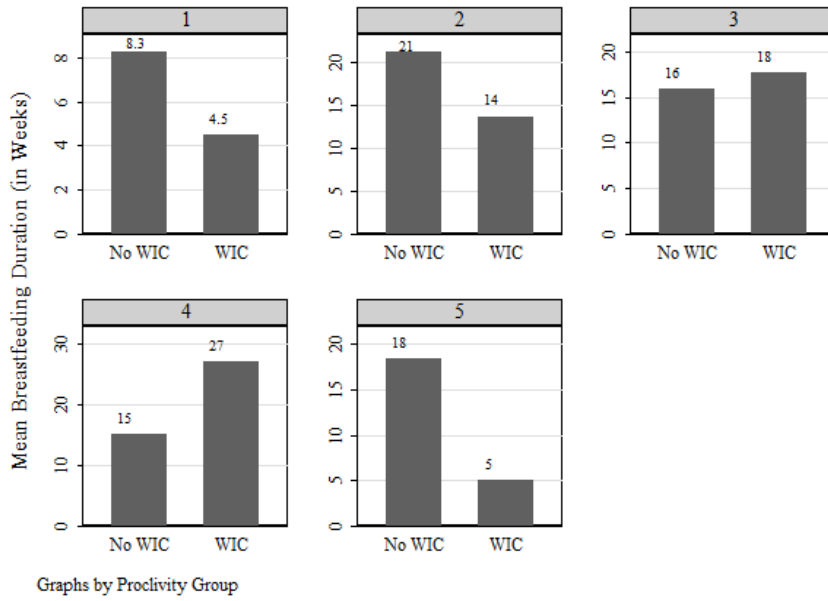 Mean Breastfeeding Duration (in Weeks)
1
8.3
4.5
0 2 4 6 8
No WIC WIC
2
21
14
0 5 10 15 20
No WIC WIC
3
16
18
0 5 10 15 20
No WIC WIC
4
15
27
0 10 20 30
No WIC WIC
5
18
5
0 5 10 15 20
No WIC WIC
Graphs by Proclivity Group